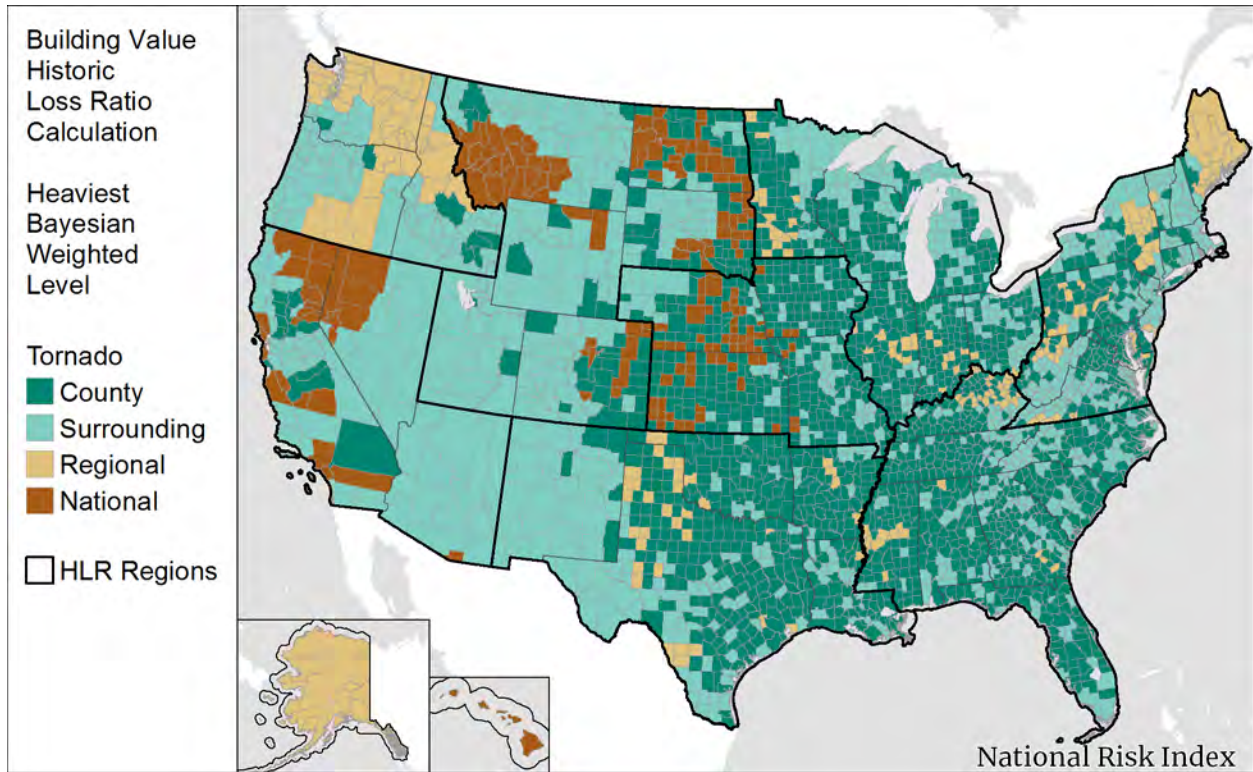 Building Value
Historic
Loss Ratio
Calculation
Heaviest
Bayesian
Weighted
Level
Tornado
County
Surrounding
Regional
National
HLR Regions
National Risk Index